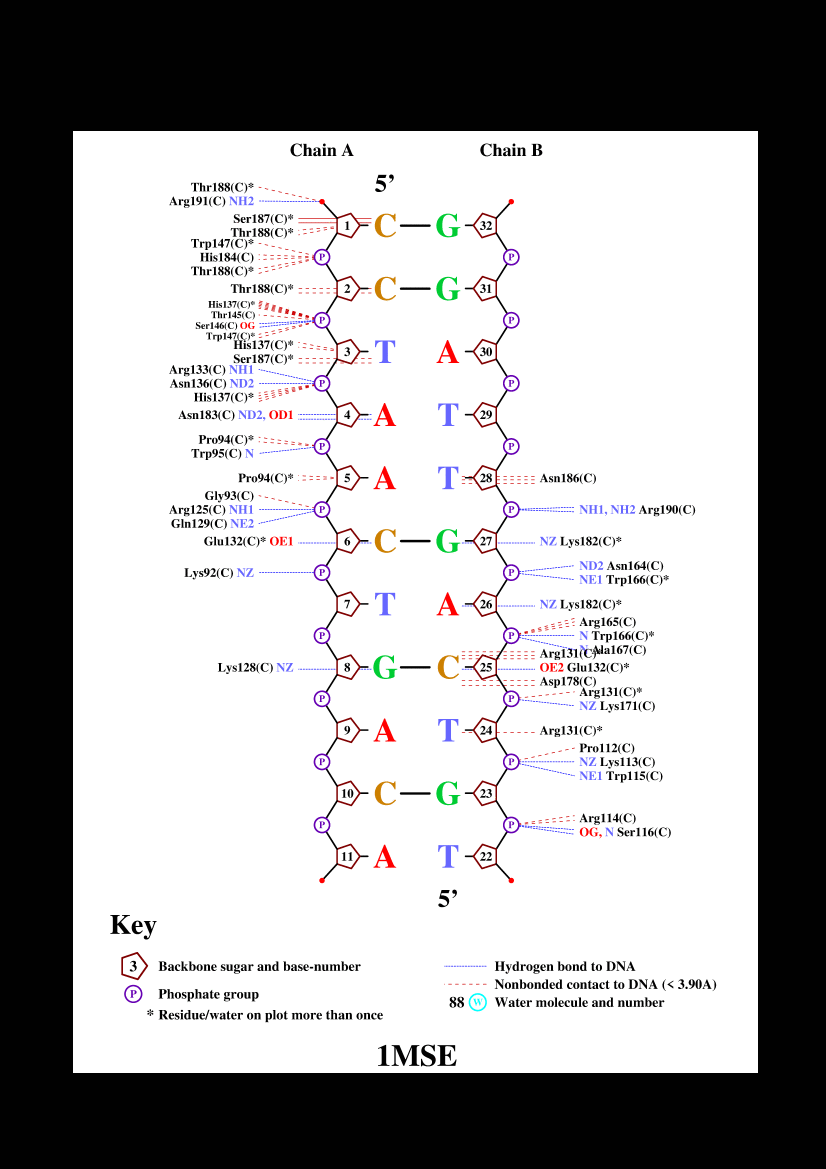 Chain A Chain B
5’
Thr188(C)*
Arg191(C) NH2
Ser187(C)*
1 C G 32
Thr188(C)*
Trp147(C)*
His184(C) P P
Thr188(C)*
Thr188(C)* 2 C G 31
His137(C)*
Thr145(C)
P P
Ser146(C) OG
Trp147(C)*
His137(C)*
3 T A 30
Ser187(C)*
Arg133(C) NH1
Asn136(C) ND2 P P
His137(C)*
Asn183(C) ND2, OD1 4 A T 29
Pro94(C)*
P P
Trp95(C) N
Pro94(C)* 5 A T 28 Asn186(C)
Gly93(C)
Arg125(C) NH1 P P NH1, NH2 Arg190(C)
Gln129(C) NE2
Glu132(C)* OE1 6 C G 27 NZ Lys182(C)*
ND2 Asn164(C)
Lys92(C) NZ P P
NE1 Trp166(C)*
7 T A 26 NZ Lys182(C)*
Arg165(C)
P P N Trp166(C)*
N Ala167(C)
Arg131(C)*
Lys128(C) NZ 8 G C 25 OE2 Glu132(C)*
Asp178(C)
Arg131(C)*
P P
NZ Lys171(C)
9 A T 24 Arg131(C)*
Pro112(C)
P P NZ Lys113(C)
NE1 Trp115(C)
10 C G 23
Arg114(C)
P P
OG, N Ser116(C)
11 A T 22
5’
Key
3 Backbone sugar and base-number
P Phosphate group
* Residue/water on plot more than once
Hydrogen bond to DNA
Nonbonded contact to DNA (< 3.90A)
88 W Water molecule and number
1MSE